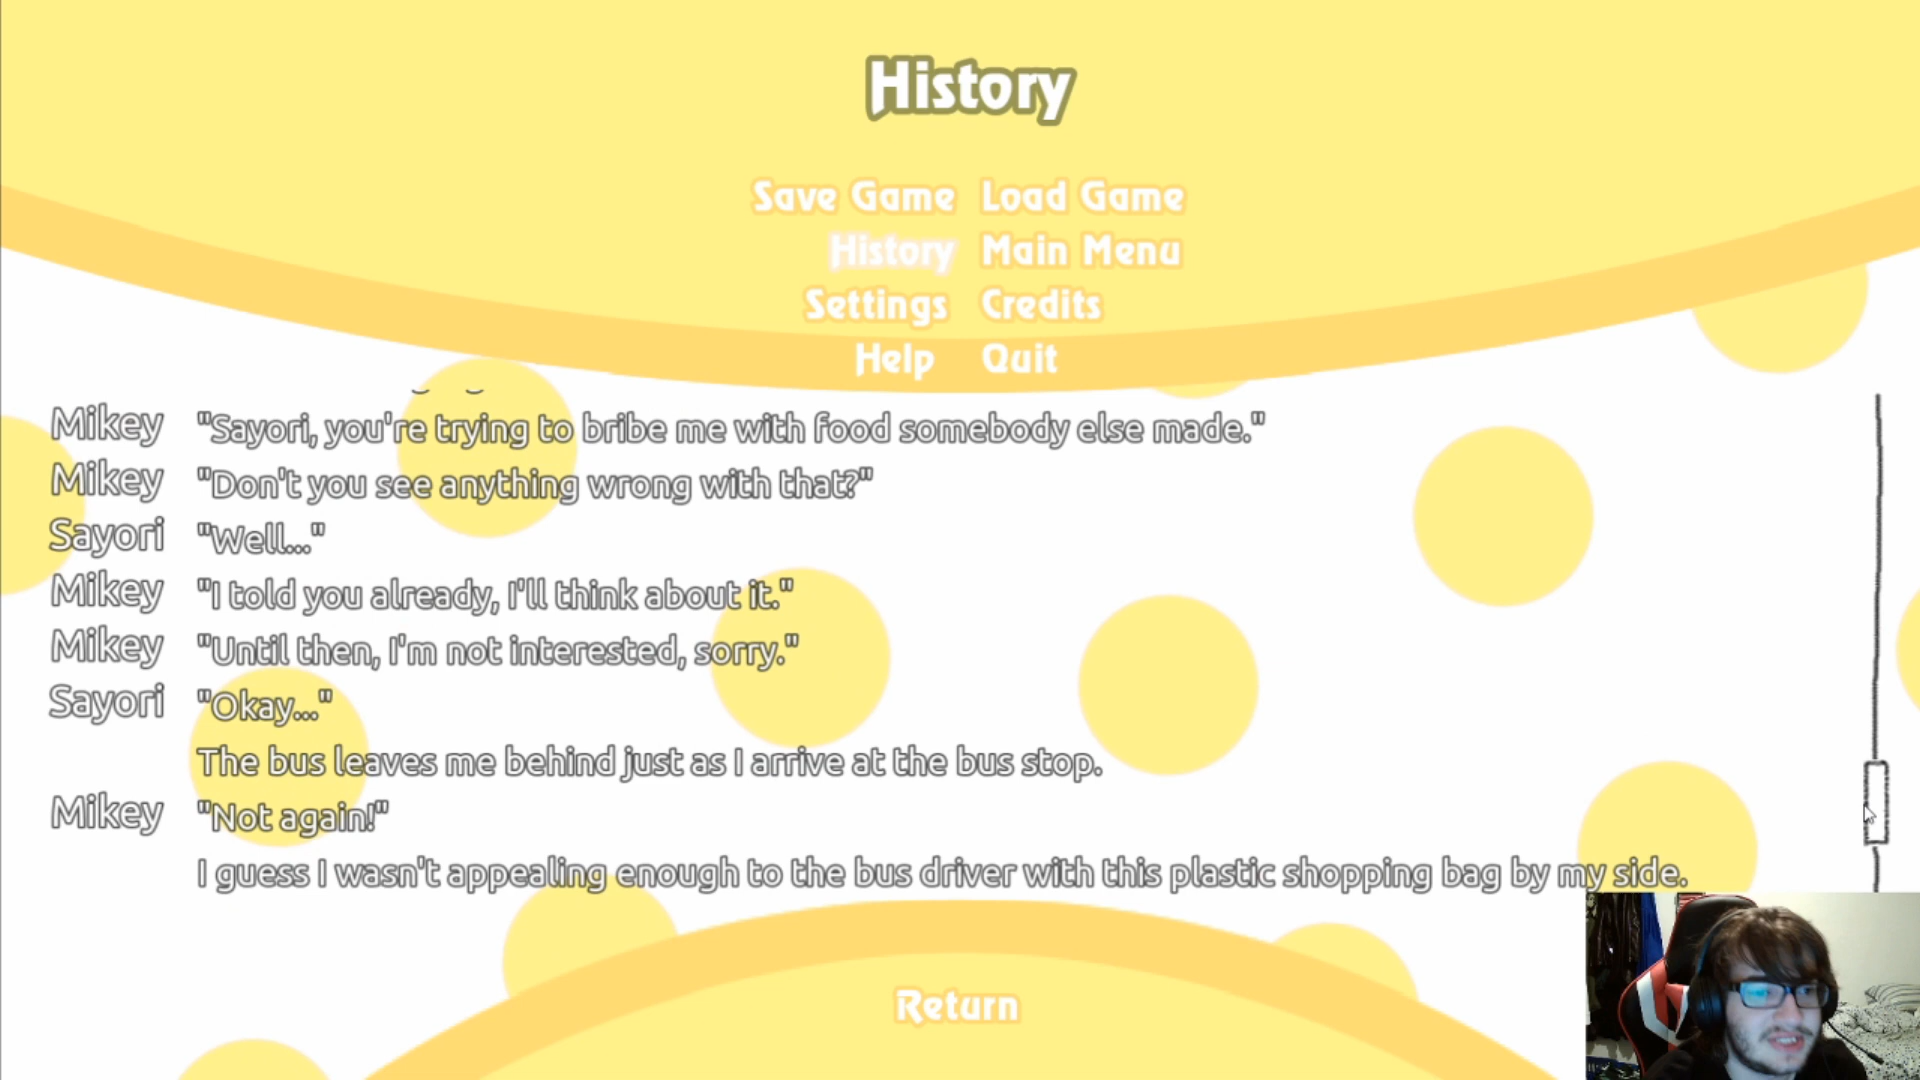 History
Save Game Load Game
History Main Menu
Settings Credits
Help Quit
Mikey "Sayori, you're trying to bribe me with food somebody else made."
Mikey "Don't you see anything wrong with that?"
Sayori "Well..."
Mikey "I told you already, I'll think about it."
Mikey "Until then, I'm not interested, sorry."
Sayori "Okay..."
The bus leaves me behind just as I arrive at the bus stop.
Mikey "Not again!"
I guess I wasn't appealing enough to the bus driver with this plastic shopping bag by my side.
Return